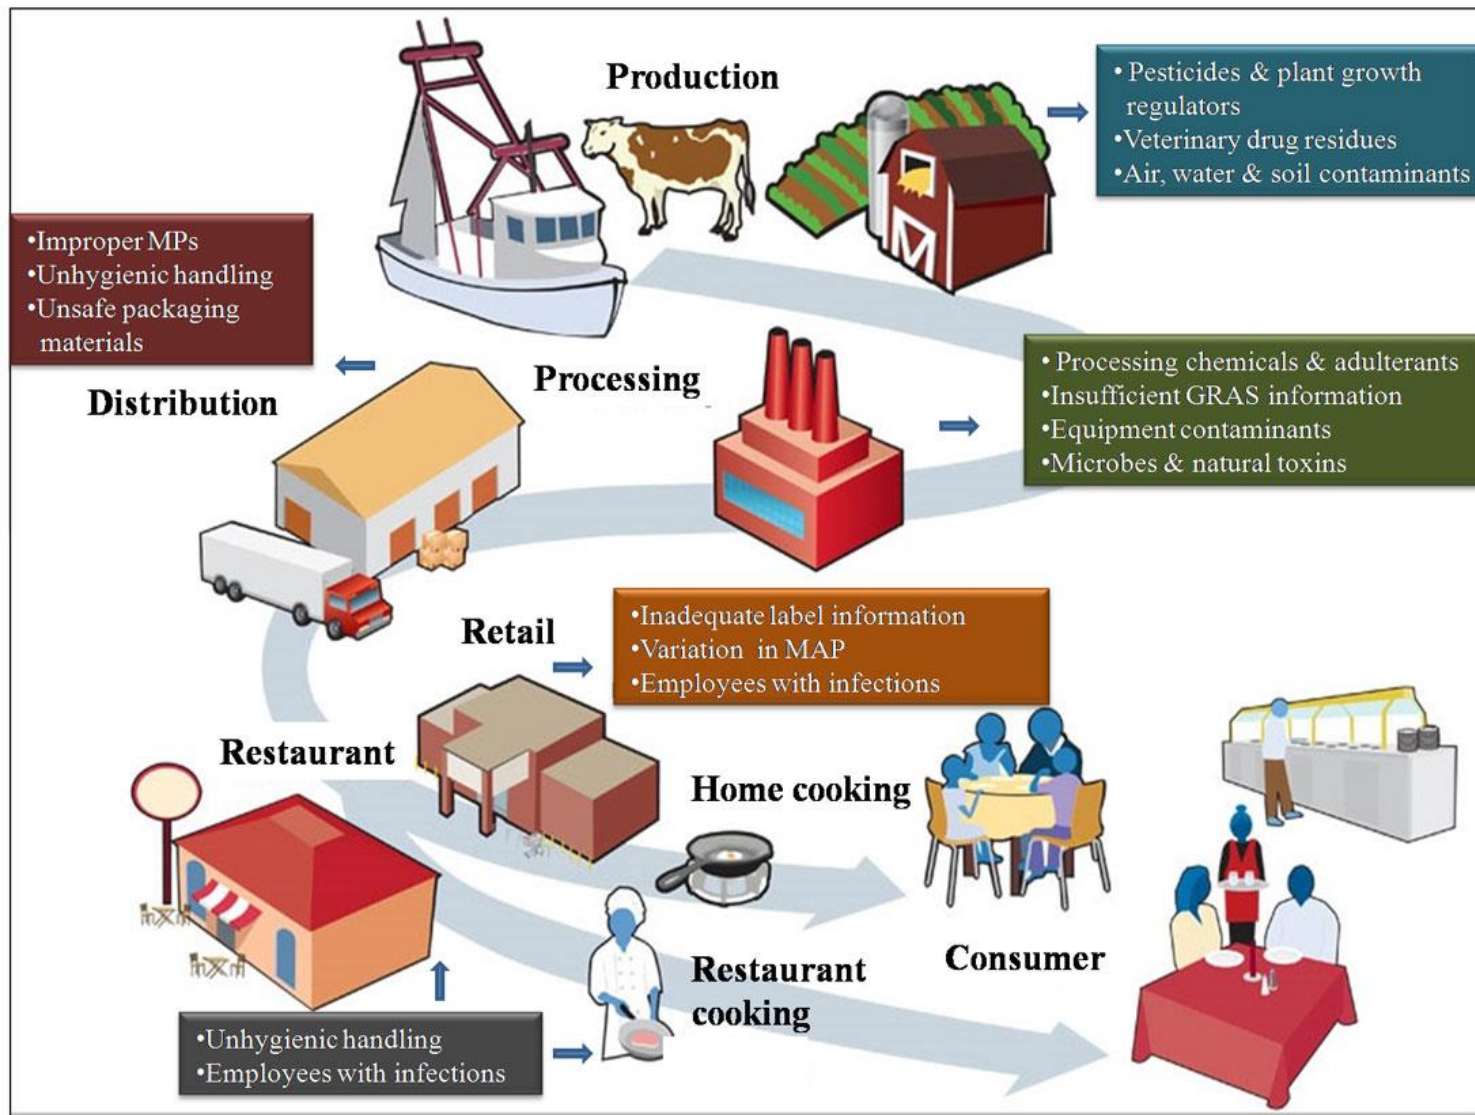 Production
• Pesticides & plant growth
regulators
•Veterinary drug residues
•Air, water & soil contaminants
•Improper MPs
•Unhygienic handling
•Unsafe packaging
materials
Distribution
Processing
• Processing chemicals & adulterants
•Insufficient GRAS information
•Equipment contaminants
•Microbes & natural toxins
Retail
•Inadequate label information
•Variation in MAP
•Employees with infections
Restaurant
Home cooking
Restaurant
cooking
Consumer
•Unhygienic handling
•Employees with infections